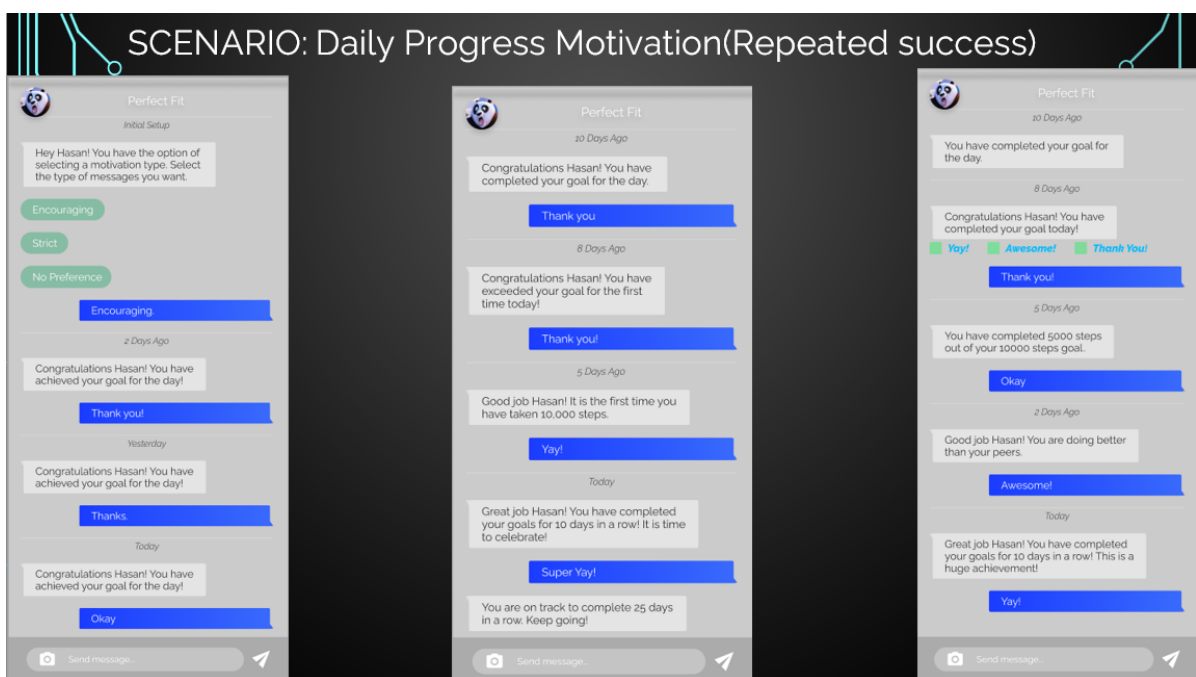 SCENARIO: Daily Progress Motivation(Repeated success)
Perfect Fit
Initial Setup
Hey Hasan! You have the option of
selecting a motivation type. Select
the type of messages you want.
Encouraging
Strict
No Preference
Encouraging.
2 Days Ago
Congratulations Hasan! You have
achieved your goal for the day!
Thank you!
Yesterday
Congratulations Hasan! You have
achieved your goal for the day!
Thanks.
Today
Congratulations Hasan! You have
achieved your goal for the day!
Okay
Send message...
Perfect Fit
10 Days Ago
Congratulations Hasan! You have
completed your goal for the day.
Thank you
8 Days Ago
Congratulations Hasan! You have
exceeded your goal for the first
time today!
Thank you!
5 Days Ago
Good job Hasan! It is the first time you
have taken 10,000 steps.
Yay!
Today
Great job Hasan! You have completed
your goals for 10 days in a row! It is time
to celebrate!
Super Yay!
You are on track to complete 25 days
in a row. Keep going!
Send message...
Perfect Fit
10 Days Ago
You have completed your goal for
the day.
8 Days Ago
Congratulations Hasan! You have
completed your goal today!
Yay! Awesome! Thank You!
Thank you!
5 Days Ago
You have completed 5000 steps
out of your 10000 steps goal.
Okay
2 Days Ago
Good job Hasan! You are doing better
than your peers.
Awesome!
Today
Great job Hasan! You have completed
your goals for 10 days in a row! This is a
huge achievement!
Yay!
Send message...